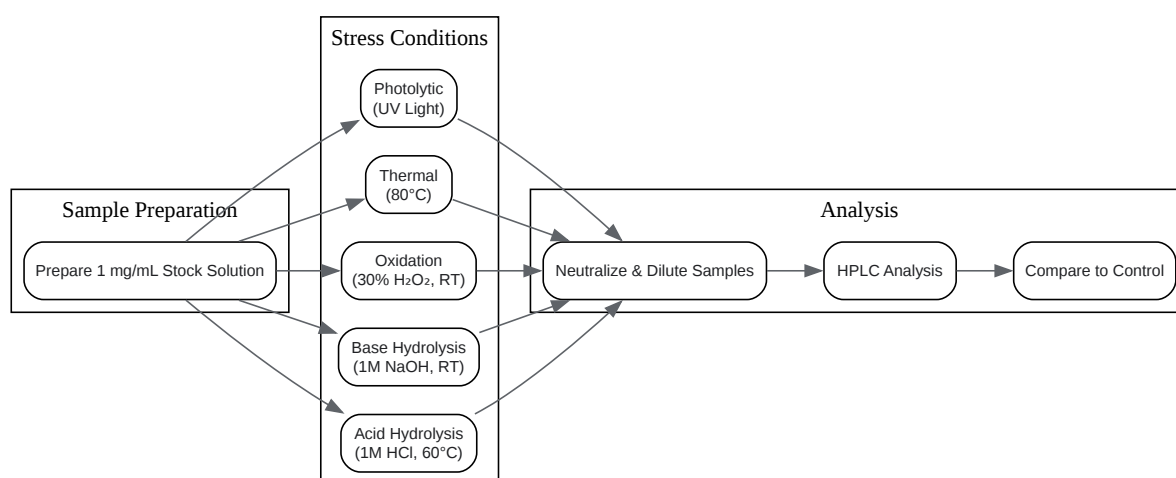 Stress Conditions
Photolytic
(UV Light)
Thermal
(80°C)
Sample Preparation
Analysis
Prepare 1 mg/mL Stock Solution
Oxidation
(30% H₂O₂, RT)
Neutralize & Dilute Samples
HPLC Analysis
Compare to Control
Base Hydrolysis
(1M NaOH, RT)
Acid Hydrolysis
(1M HCl, 60°C)